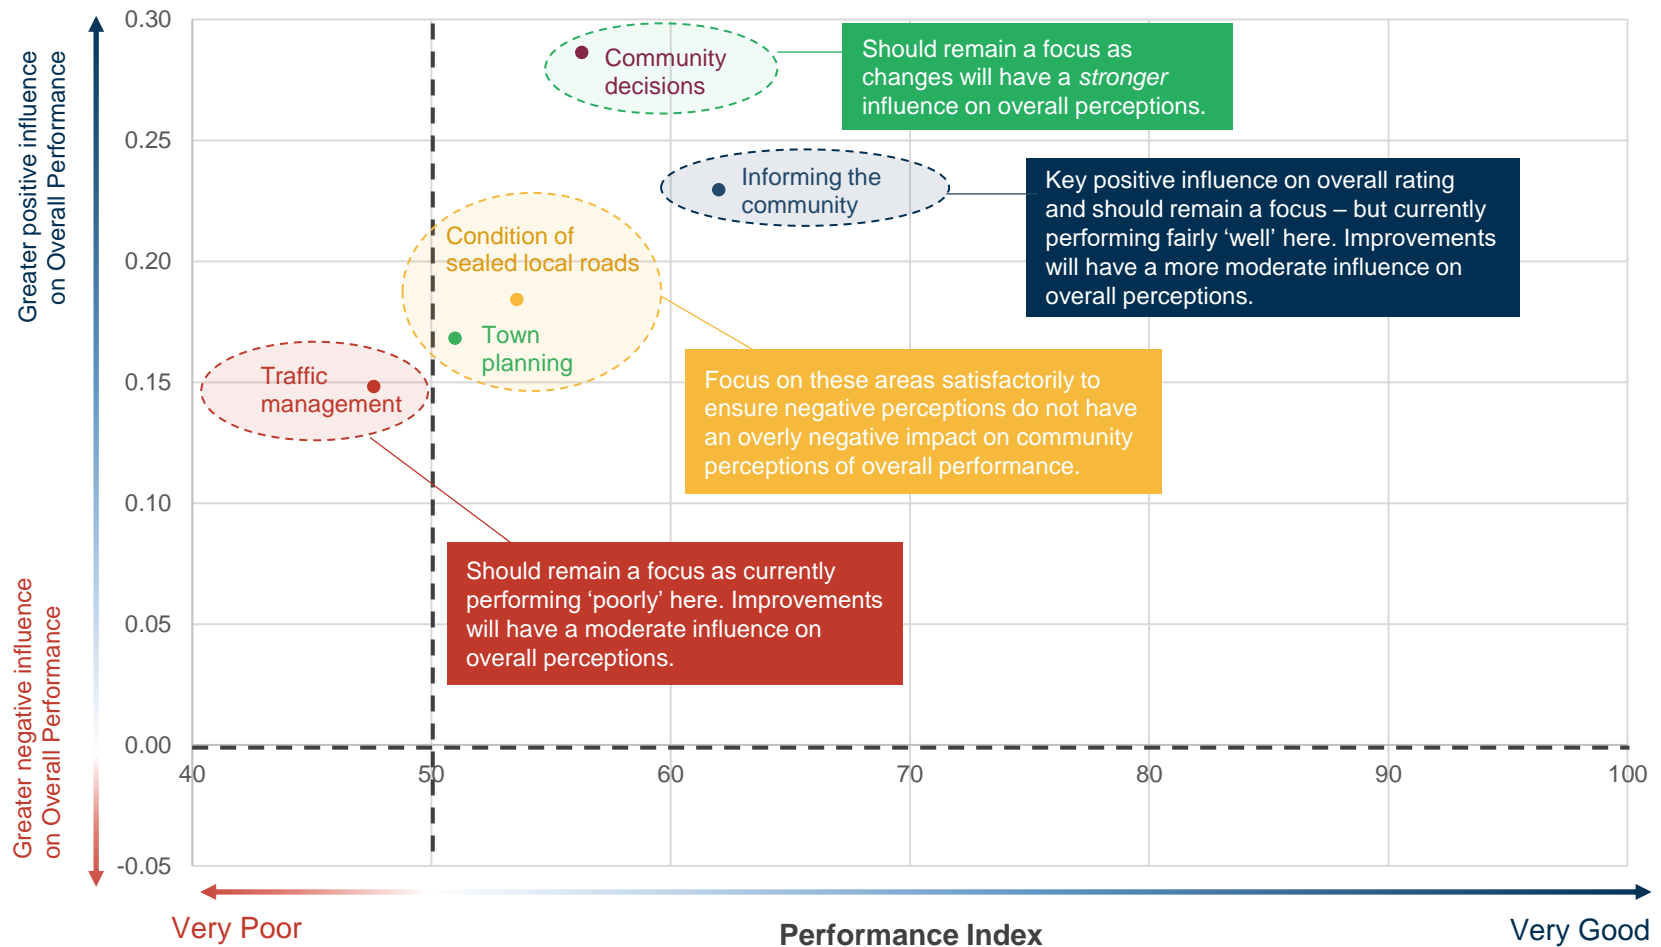 Greater positive influence
on Overall Performance
Greater negative influence
on Overall Performance
0.30
0.25
0.20
0.15
0.10
0.05
0.00
-0.05
40
50
60
70
80
90
100
Community
decisions
Should remain a focus as
changes will have a stronger
influence on overall perceptions.
Informing the
community
Key positive influence on overall rating
and should remain a focus – but currently
performing fairly ‘well’ here. Improvements
will have a more moderate influence on
overall perceptions.
Condition of
sealed local roads
Town
planning
Focus on these areas satisfactorily to
ensure negative perceptions do not have
an overly negative impact on community
perceptions of overall performance.
Traffic
management
Should remain a focus as currently
performing ‘poorly’ here. Improvements
will have a moderate influence on
overall perceptions.
Very Poor
Performance Index
Very Good